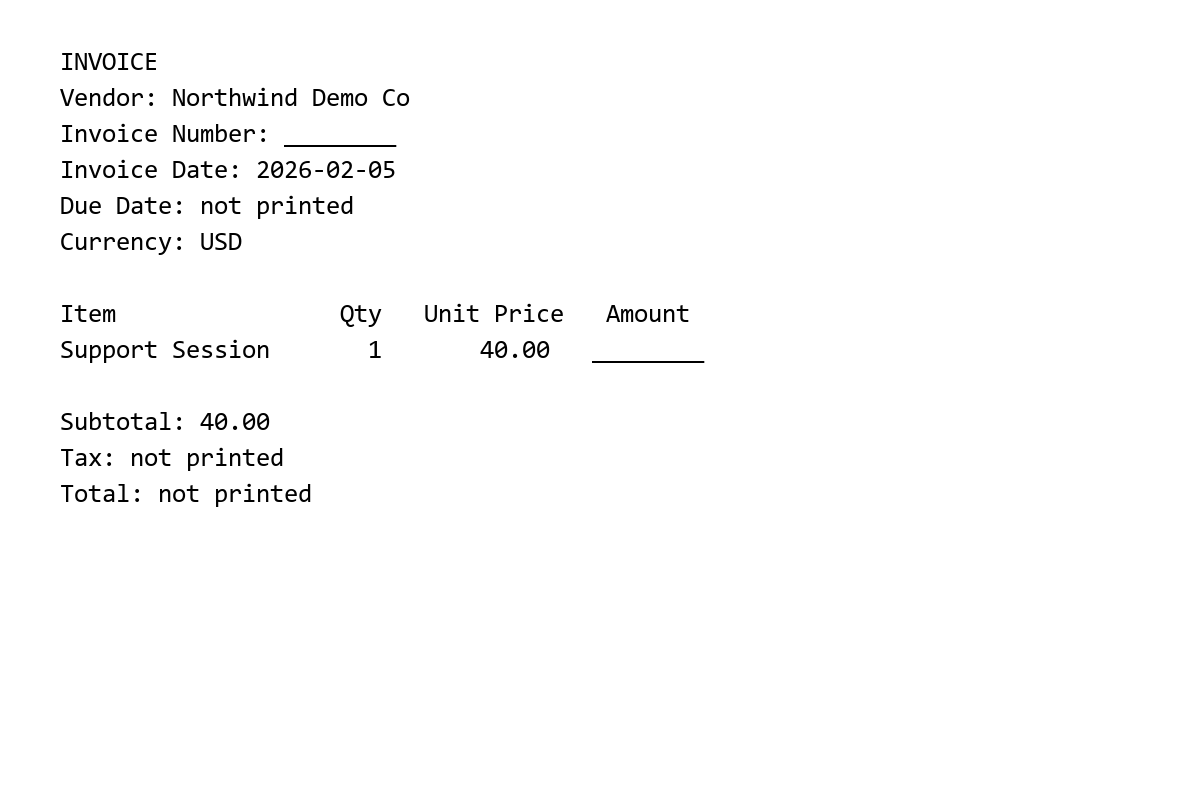 INVOICE
Vendor: Northwind Demo Co
Invoice Number: ________
Invoice Date: 2026-02-05
Due Date: not printed
Currency: USD
Item Qty Unit Price Amount
Support Session 1 40.00 ________
Subtotal: 40.00
Tax: not printed
Total: not printed